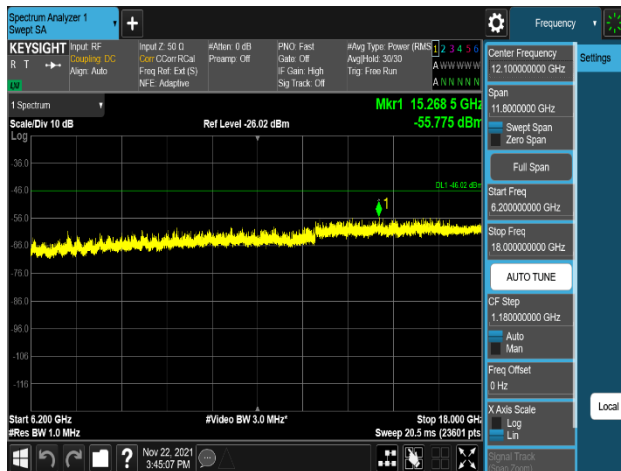 Spectrum Analyzer 1
Swept SA
Frequency
KEYSIGHT
R T
LXI
Input: RF
Coupling: DC
Align: Auto
Input Z: 50 Ω
Corr CCorr RCal
Freq Ref: Ext (S)
NFE: Adaptive
#Atten: 0 dB
Preamp: Off
PNO: Fast
Gate: Off
IF Gain: High
Sig Track: Off
#Avg Type: Power (RMS
Avg|Hold: 30/30
Trig: Free Run
1 2 3 4 5 6
A W W W W W
A N N N N N
1 Spectrum
Mkr1 15.268 5 GHz
Scale/Div 10 dB
Ref Level -26.02 dBm
-55.775 dBm
Log
-36.0
-46.0
DL1 -46.02 dBm
1
-56.0
-66.0
-76.0
-86.0
-96.0
-106
-116
Start 6.200 GHz
#Video BW 3.0 MHz*
Stop 18.000 GHz
#Res BW 1.0 MHz
Sweep 20.5 ms (23601 pts
Nov 22, 2021
3:45:07 PM
Center Frequency
12.100000000 GHz
Settings
Span
11.8000000 GHz
Swept Span
Zero Span
Full Span
Start Freq
6.200000000 GHz
Stop Freq
18.000000000 GHz
AUTO TUNE
CF Step
1.180000000 GHz
Auto
Man
Freq Offset
0 Hz
X Axis Scale
Log
Lin
Local
Signal Track
(Span Zoom)